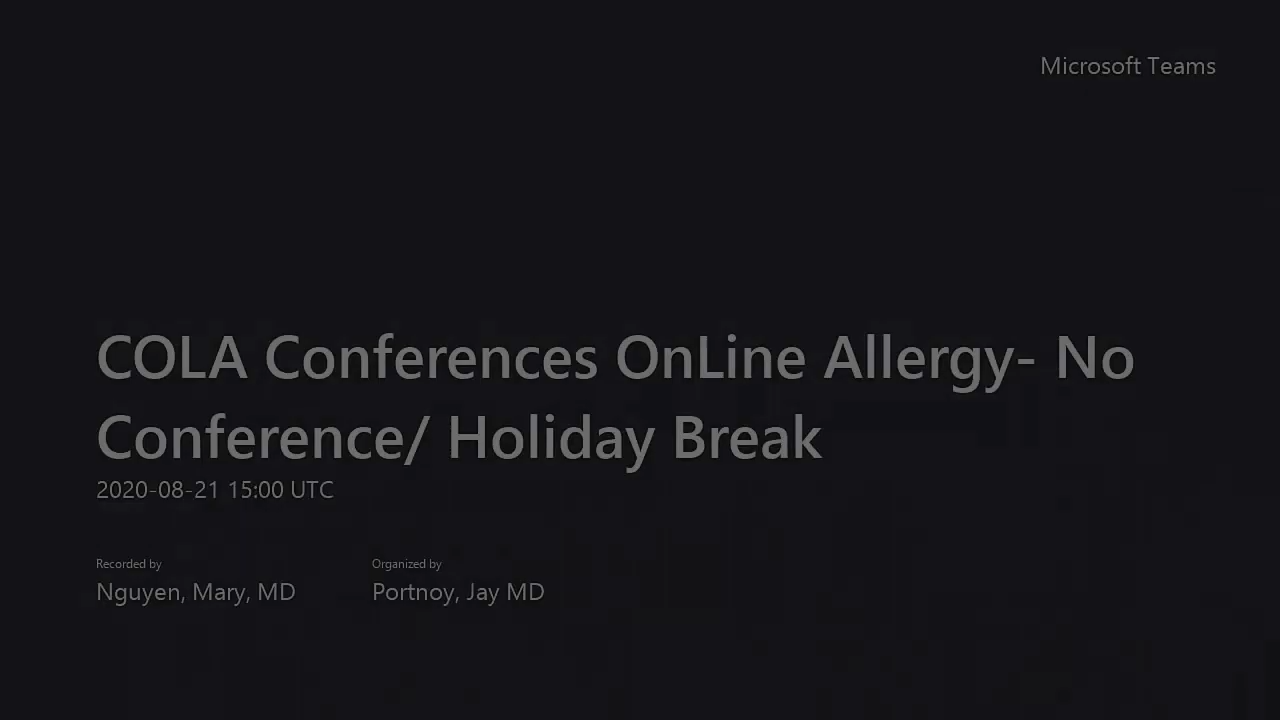 Microsoft Teams
COLA Conferences OnLine Allergy- No
Conference/ Holiday Break
2020-08-21 15:00 UTC
Recorded by
Nguyen, Mary, MD
Organized by
Portnoy, Jay MD